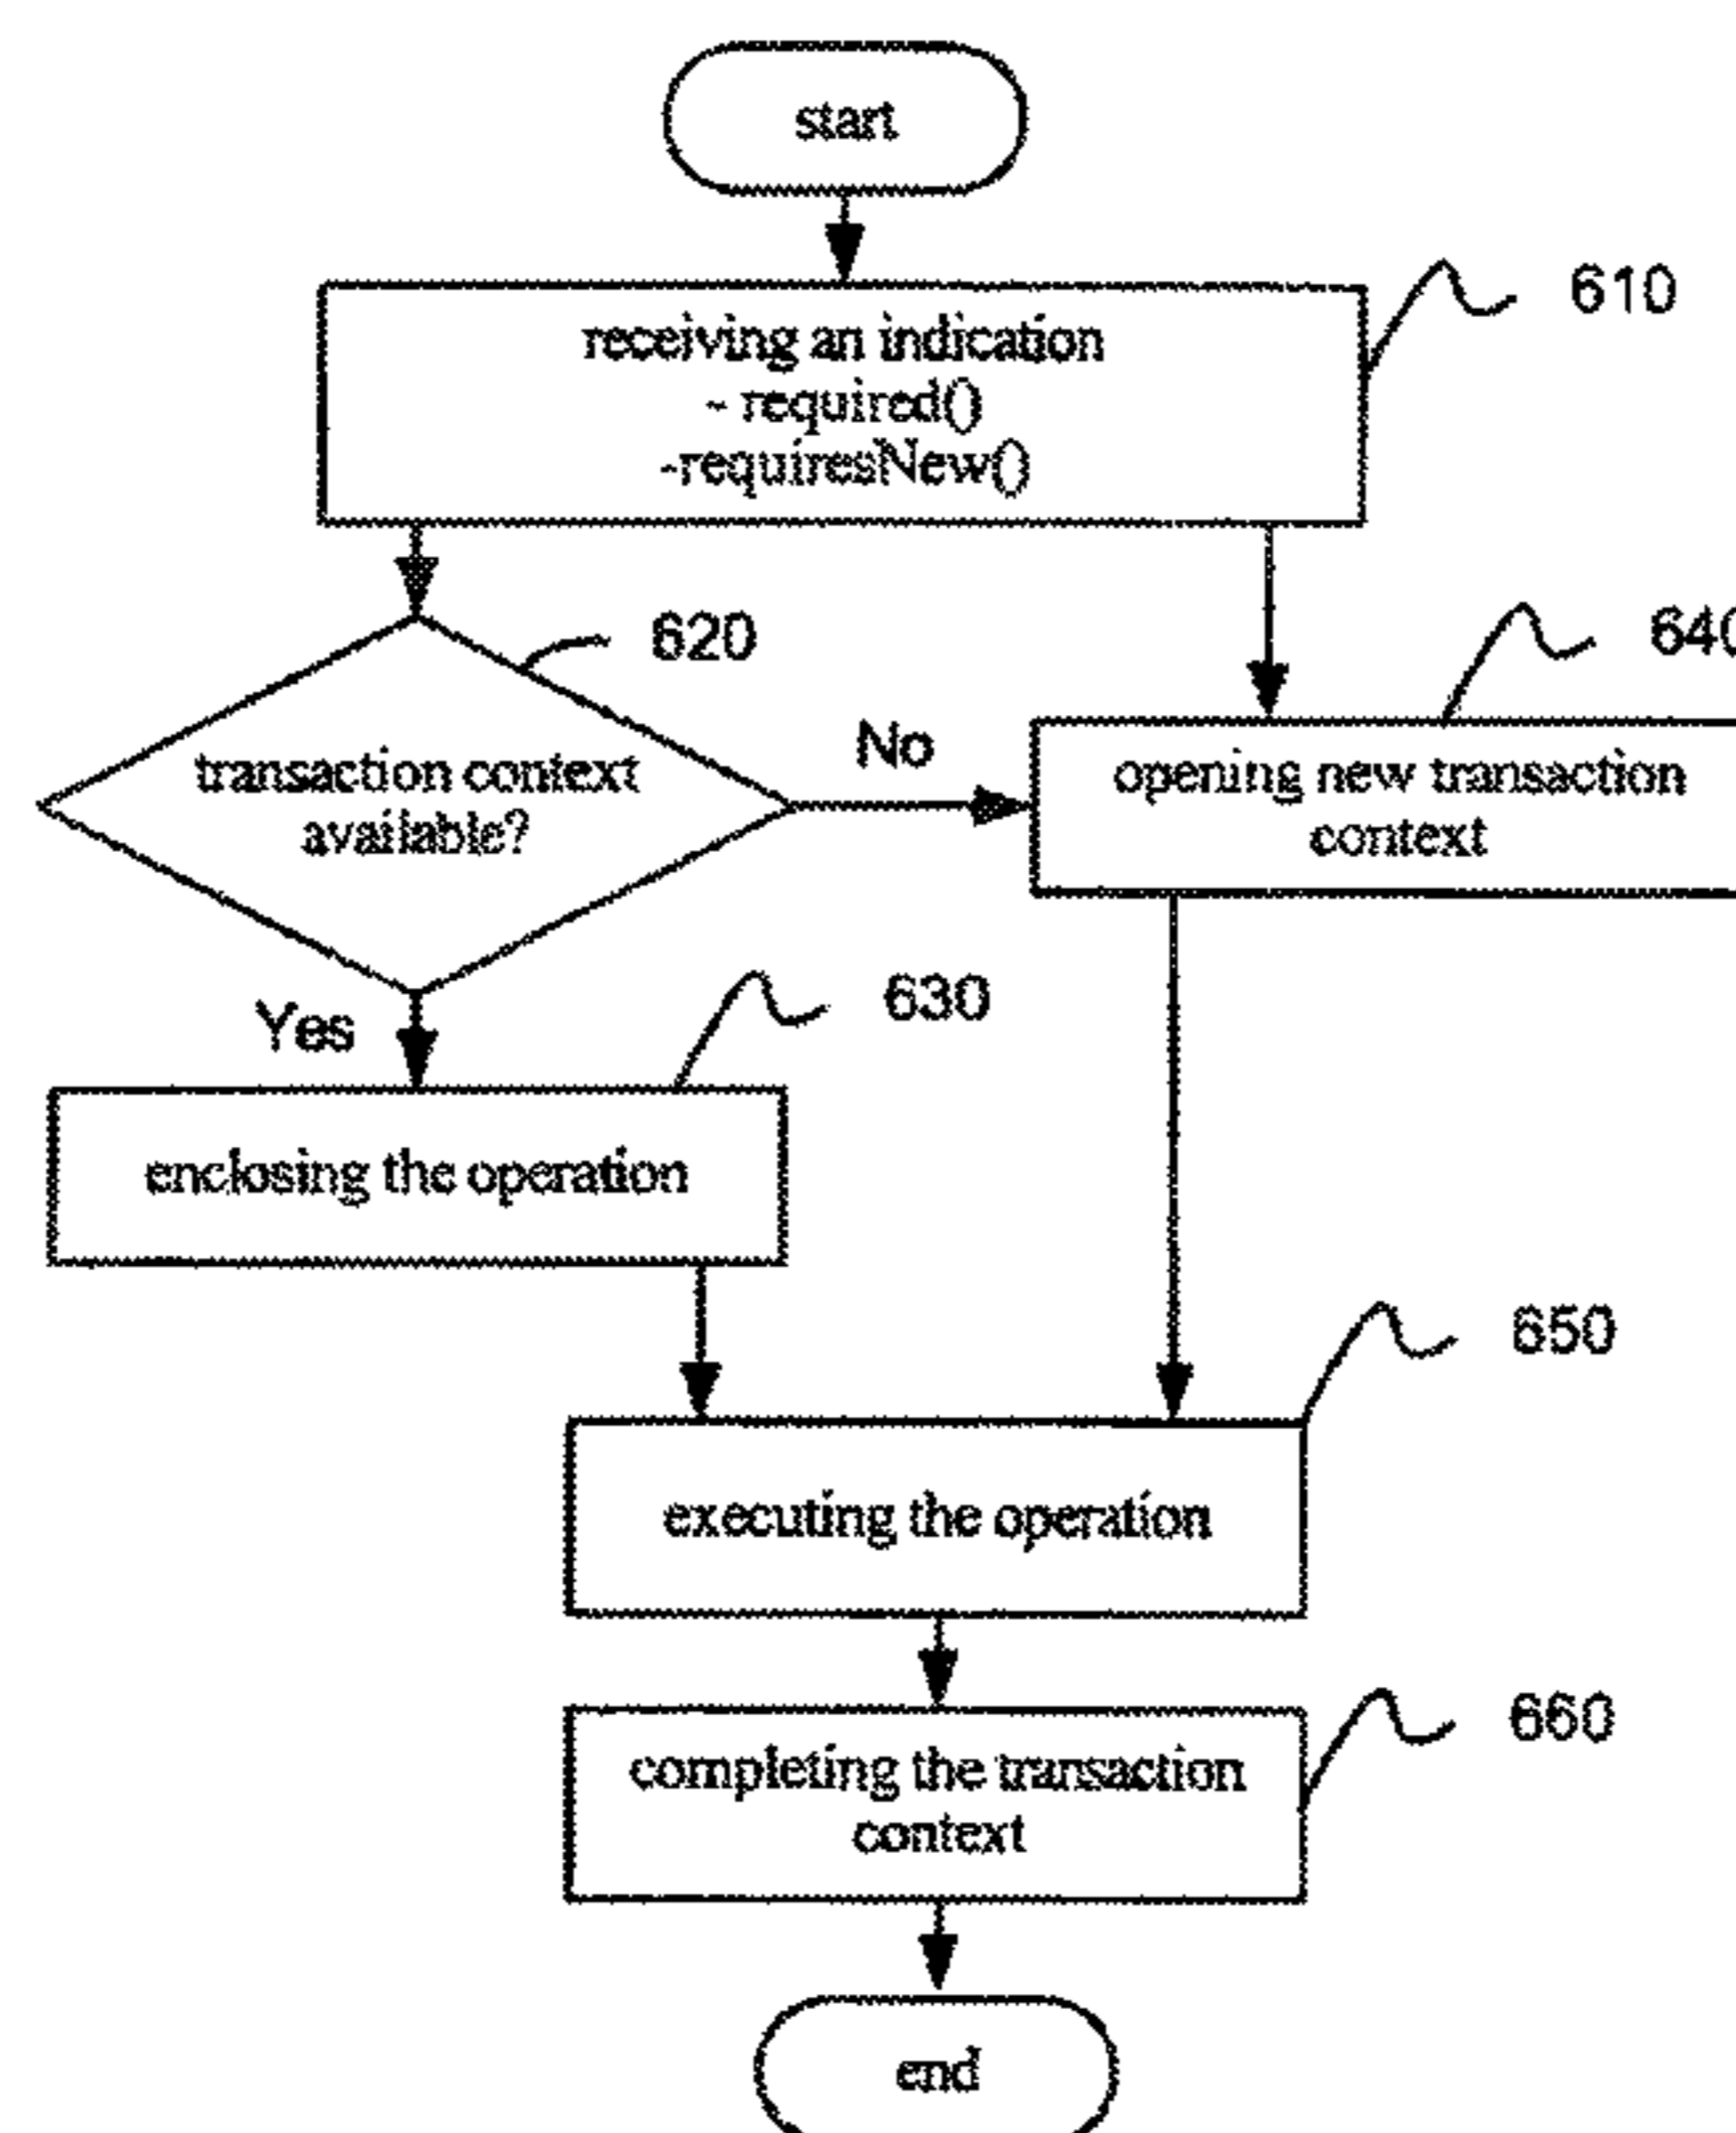 start
610
receiving an indication
- required()
-requiresNew()
620
640
No
transaction context
available?
opening new transaction
context
Yes
630
enclosing the operation
650
executing the operation
660
completing the transaction
context
end